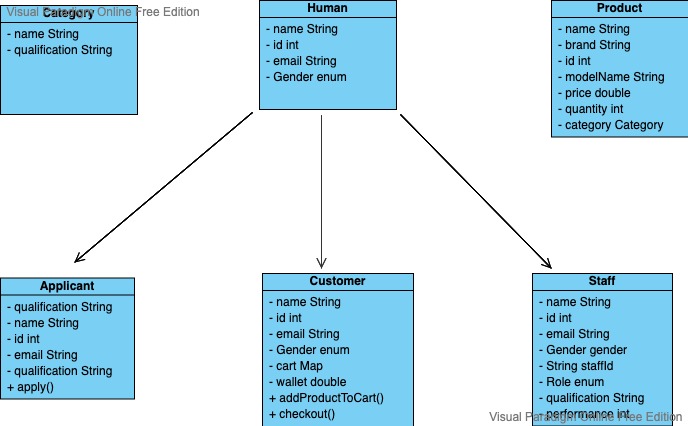 Visual Paradigm Online Free Edition
Category
- name String
- qualification String
Human
- name String
- id int
- email String
- Gender enum
Product
- name String
- brand String
- id int
- modelName String
- price double
- quantity int
- category Category
Applicant
- qualification String
- name String
- id int
- email String
- qualification String
+ apply()
Customer
- name String
- id int
- email String
- Gender enum
- cart Map
- wallet double
+ addProductToCart()
+ checkout()
Staff
- name String
- id int
- email String
- Gender gender
- String staffId
- Role enum
- qualification String
- performance int
Visual Paradigm Online Free Edition